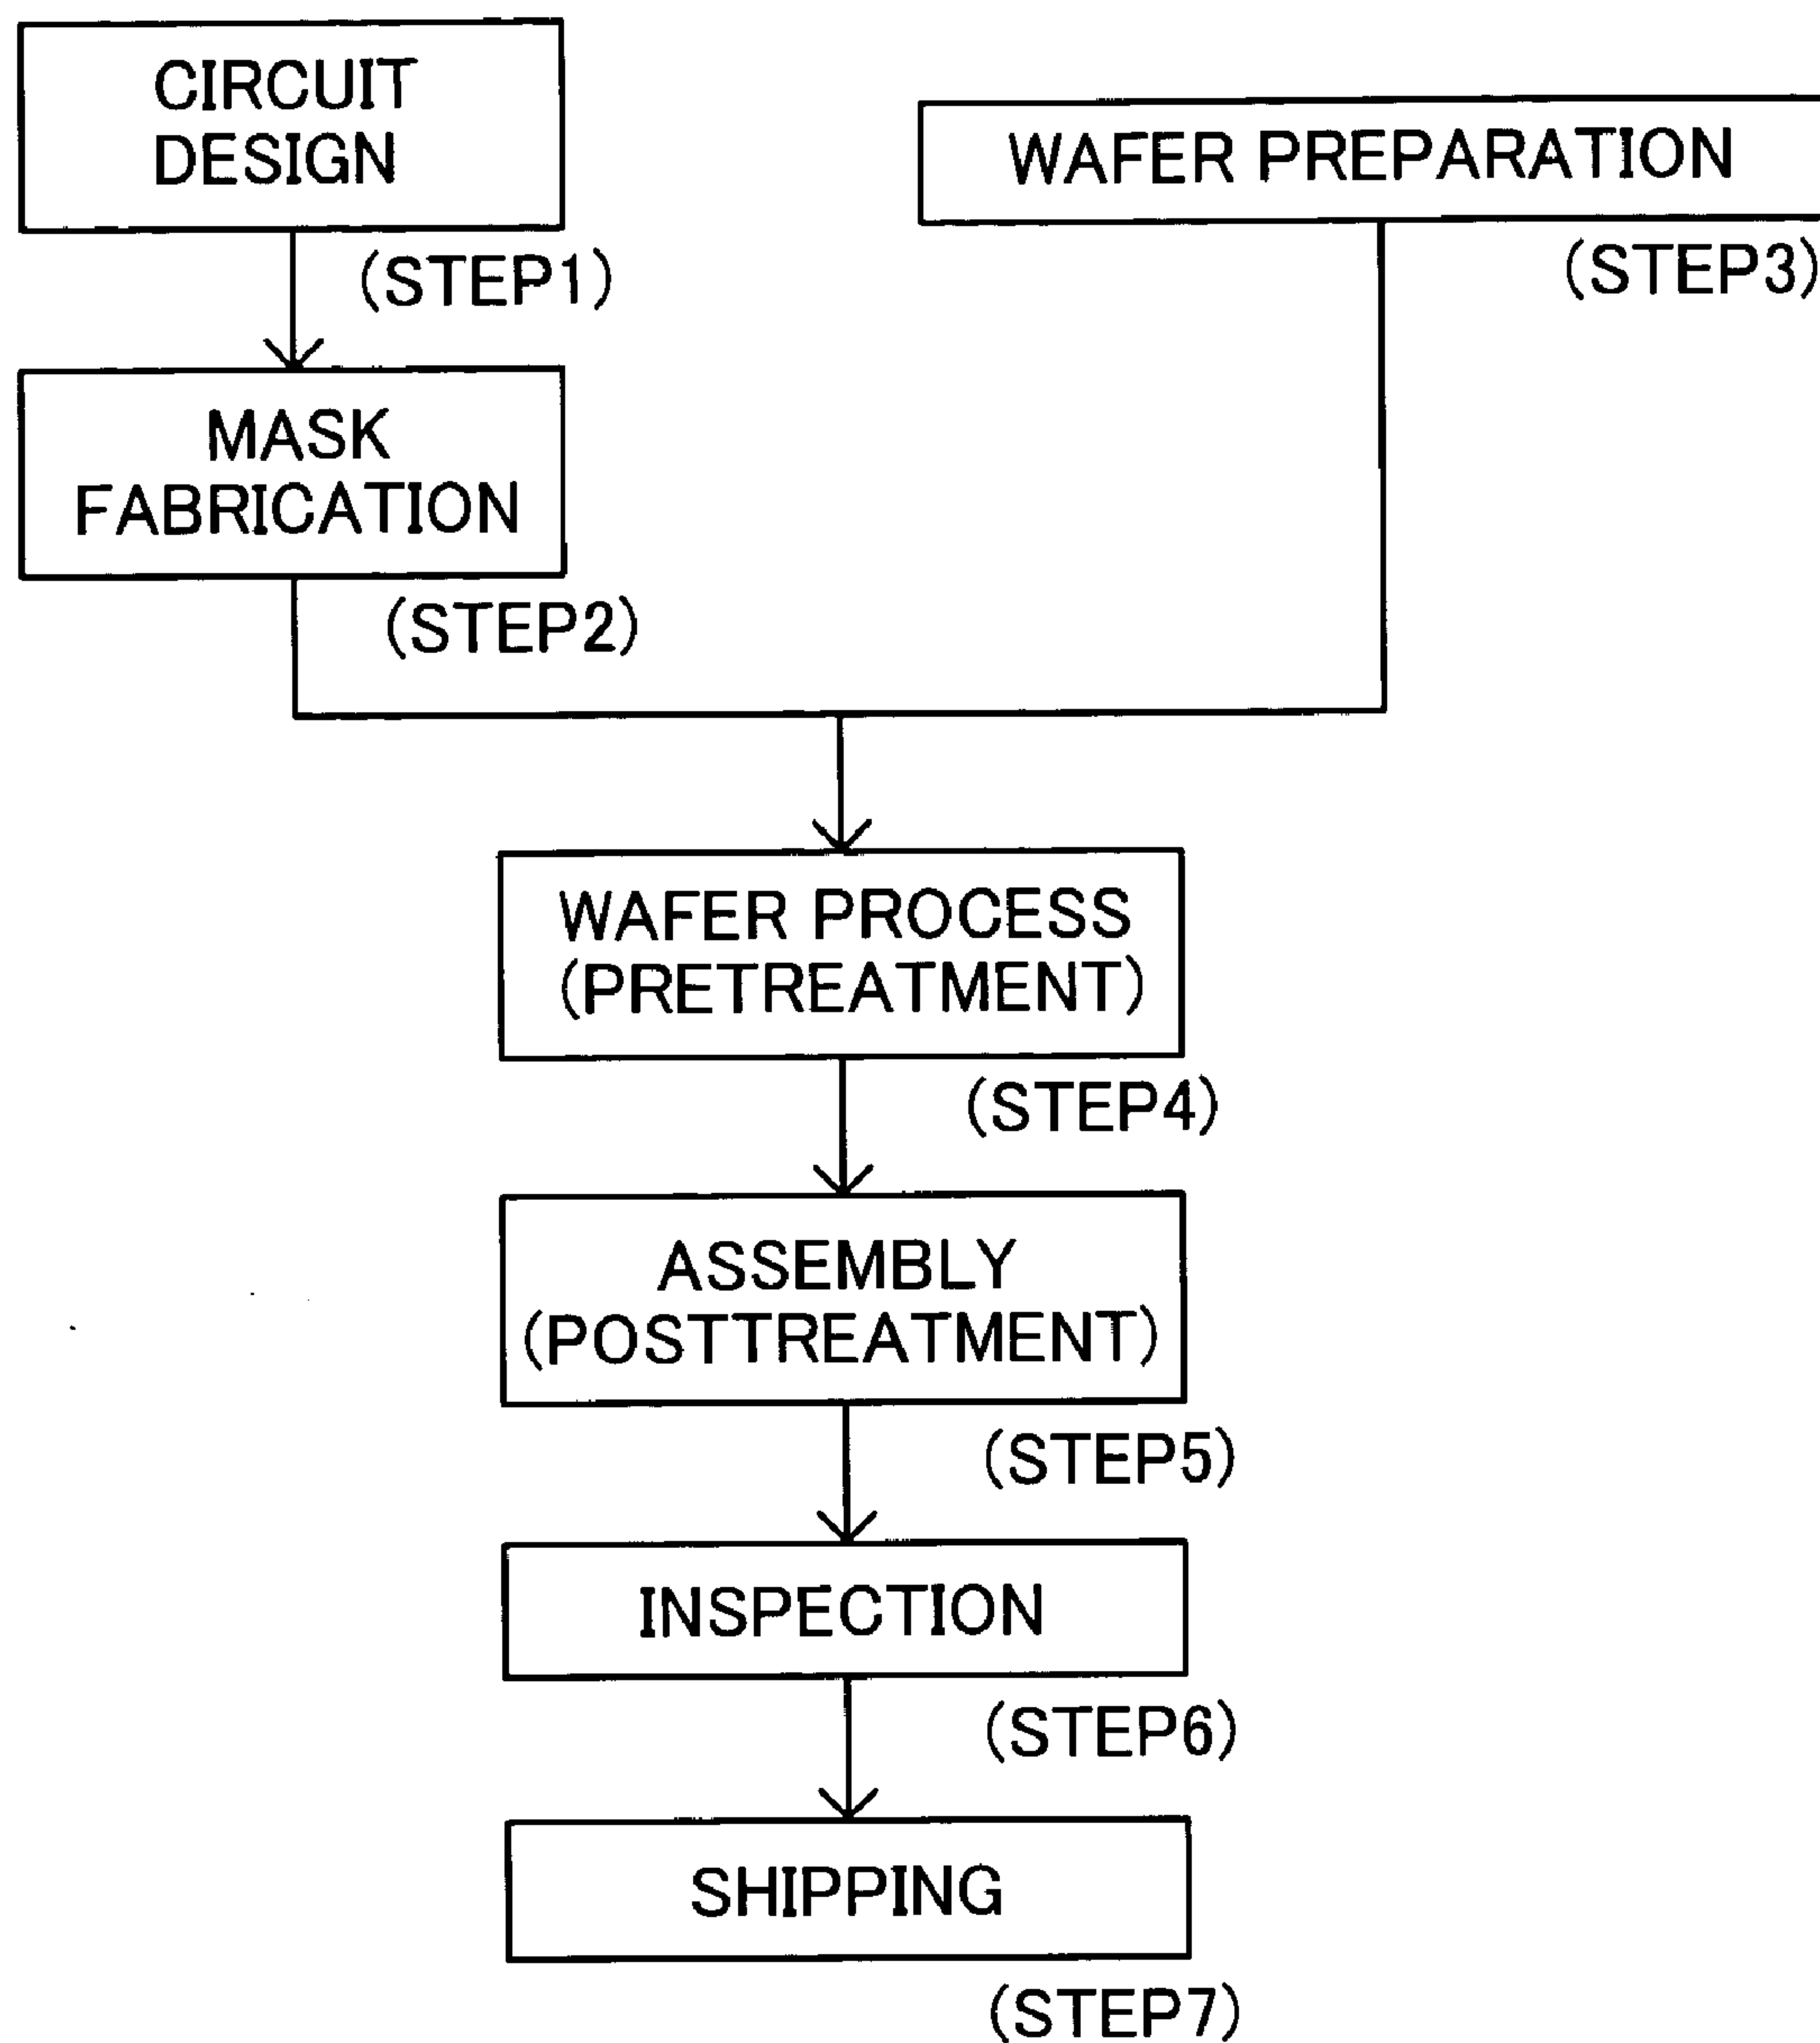 CIRCUIT
DESIGN
(STEP1)
MASK
FABRICATION
(STEP2)
WAFER PREPARATION
(STEP3)
WAFER PROCESS
(PRETREATMENT)
(STEP4)
ASSEMBLY
(POSTTREATMENT)
(STEP5)
INSPECTION
(STEP6)
SHIPPING
(STEP7)